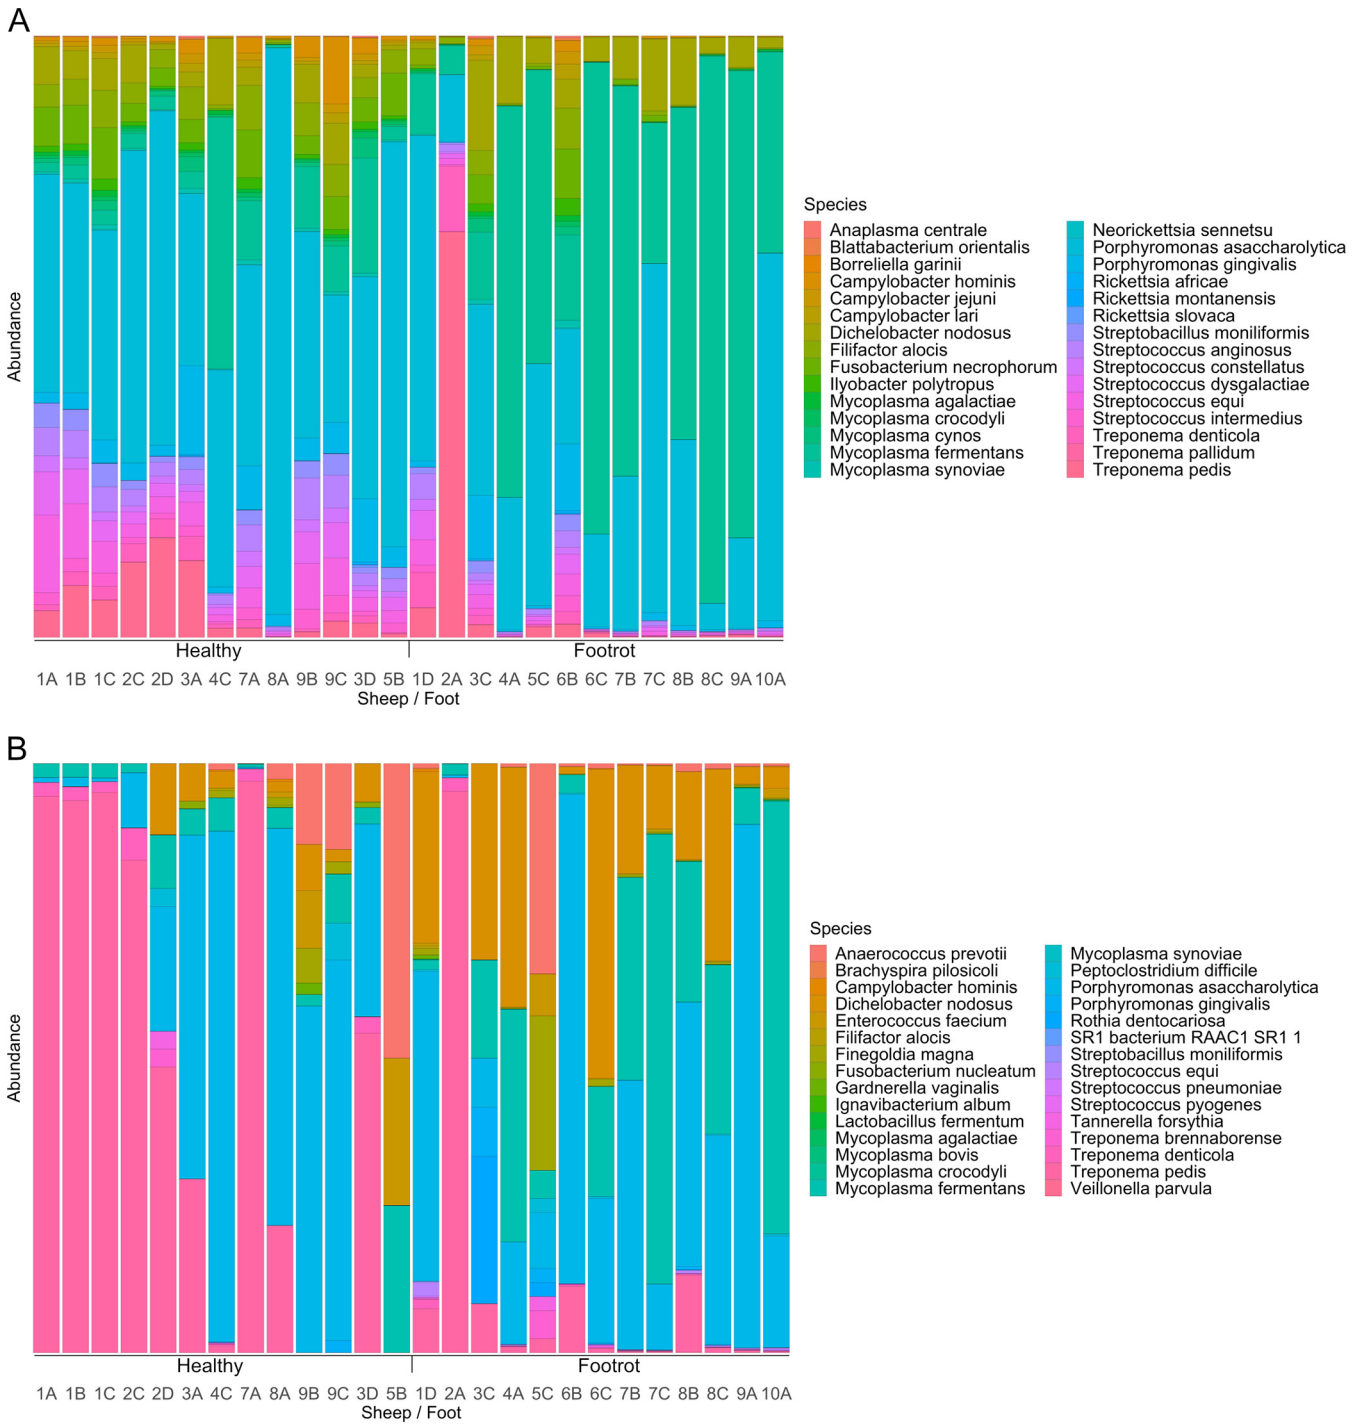 A
Abundance
Healthy
Footrot
1A 1B 1C 2C 2D 3A 4C 7A 8A 9B 9C 3D 5B 1D 2A 3C 4A 5C 6B 6C 7B 7C 8B 8C 9A 10A
Sheep / Foot
Species
Anaplasma centrale
Blattabacterium orientalis
Borreliella garinii
Campylobacter hominis
Campylobacter jejuni
Campylobacter lari
Dichelobacter nodosus
Filifactor alocis
Fusobacterium necrophorum
Ilyobacter polytropus
Mycoplasma agalactiae
Mycoplasma crocodyli
Mycoplasma cynos
Mycoplasma fermentans
Mycoplasma synoviae
Neorickettsia sennetsu
Porphyromonas asaccharolytica
Porphyromonas gingivalis
Rickettsia africae
Rickettsia montanensis
Rickettsia slovaca
Streptobacillus moniliformis
Streptococcus anginosus
Streptococcus constellatus
Streptococcus dysgalactiae
Streptococcus equi
Streptococcus intermedius
Treponema denticola
Treponema pallidum
Treponema pedis
B
Abundance
Healthy
Footrot
1A 1B 1C 2C 2D 3A 4C 7A 8A 9B 9C 3D 5B 1D 2A 3C 4A 5C 6B 6C 7B 7C 8B 8C 9A 10A
Sheep / Foot
Species
Anaerococcus prevotii
Brachyspira pilosicoli
Campylobacter hominis
Dichelobacter nodosus
Enterococcus faecium
Filifactor alocis
Finegoldia magna
Fusobacterium nucleatum
Gardnerella vaginalis
Ignavibacterium album
Lactobacillus fermentum
Mycoplasma agalactiae
Mycoplasma bovis
Mycoplasma crocodyli
Mycoplasma fermentans
Mycoplasma synoviae
Peptoclostridium difficile
Porphyromonas asaccharolytica
Porphyromonas gingivalis
Rothia dentocariosa
SR1 bacterium RAAC1 SR1 1
Streptobacillus moniliformis
Streptococcus equi
Streptococcus pneumoniae
Streptococcus pyogenes
Tannerella forsythia
Treponema brennaborense
Treponema denticola
Treponema pedis
Veillonella parvula